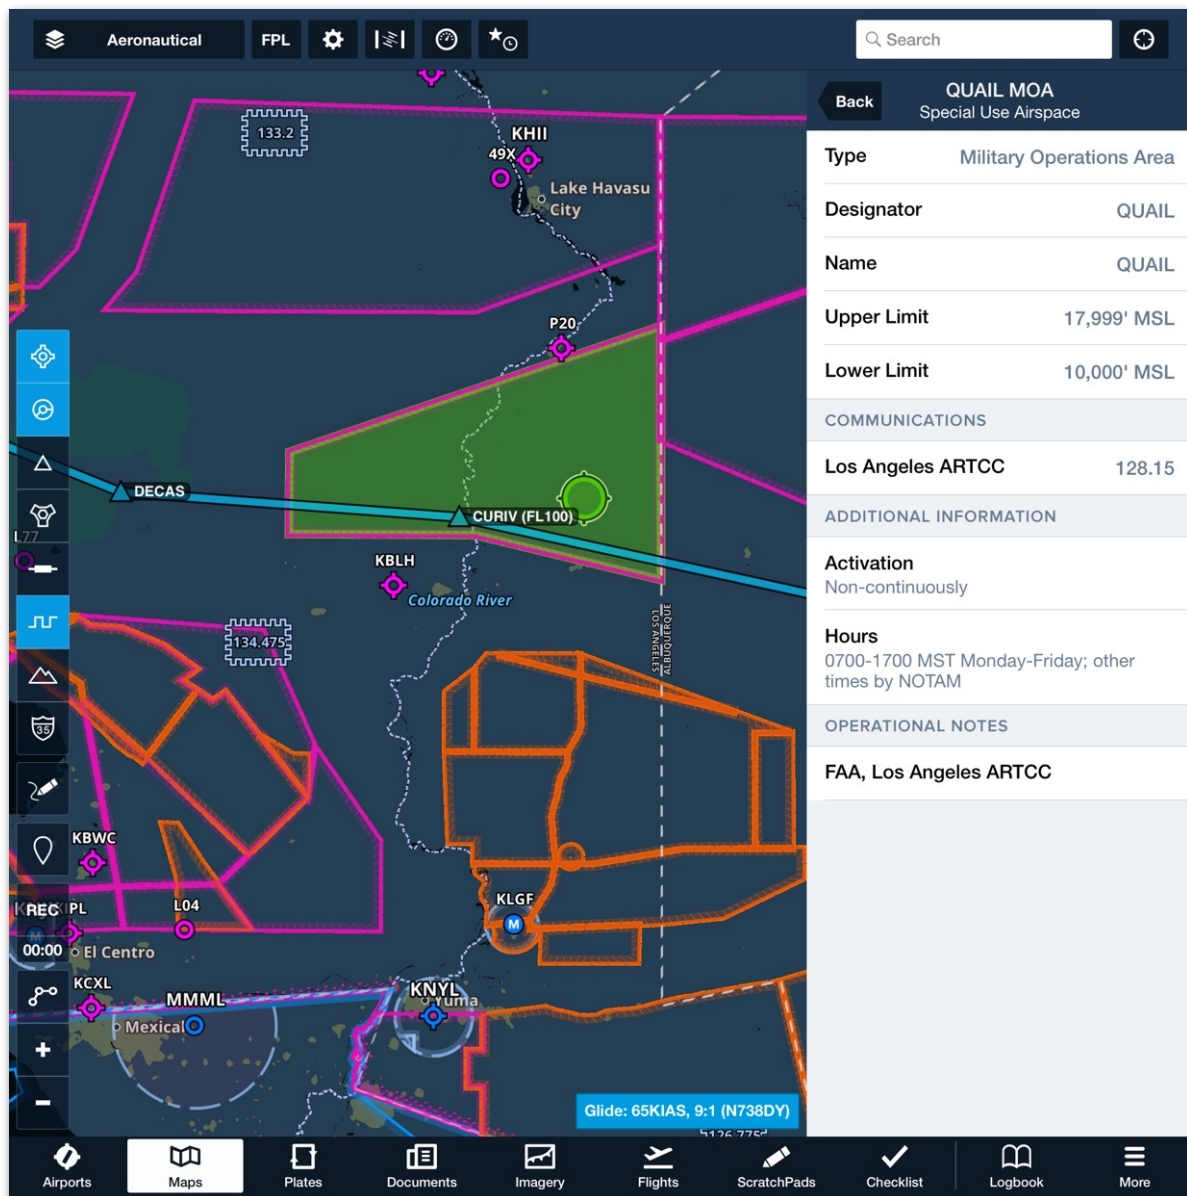 Aeronautical
FPL
Search
Back
QUAIL MOA
Special Use Airspace
Type
Military Operations Area
Designator
QUAIL
Name
QUAIL
Upper Limit
17,999' MSL
Lower Limit
10,000' MSL
COMMUNICATIONS
Los Angeles ARTCC
128.15
ADDITIONAL INFORMATION
Activation
Non-continuously
Hours
0700-1700 MST Monday-Friday; other
times by NOTAM
OPERATIONAL NOTES
FAA, Los Angeles ARTCC
133.2
KHII
49X
Lake Havasu
City
P20
DECAS
CURIV (FL100)
L77
KBLH
Colorado River
134.475
LOS ANGELES
ALBUQUERQUE
35
KBWC
REC
KIPL
L04
KLGF
M
M
00:00
El Centro
KCXL
MMML
KNYL
Yuma
Mexical
Glide: 65KIAS, 9:1 (N738DY)
126.775
Airports
Maps
Plates
Documents
Imagery
Flights
ScratchPads
Checklist
Logbook
More